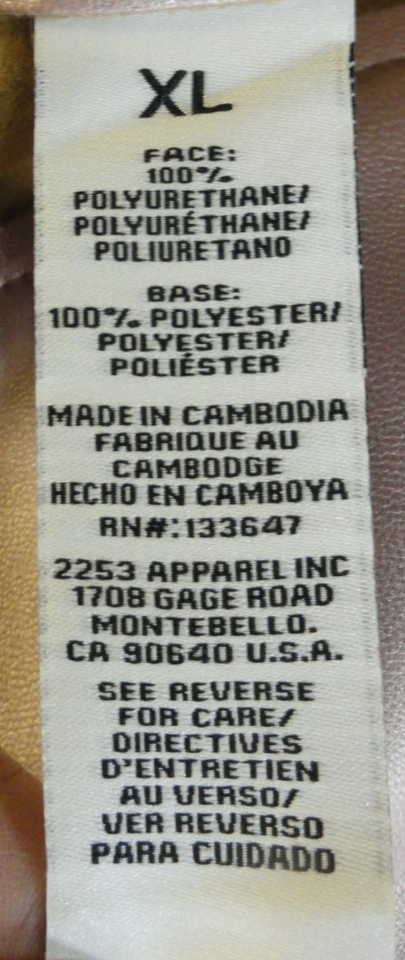 XL
FACE:
100%
POLYURETHANE/
POLYURÉTHANE/
POLIURETANO
BASE:
100% POLYESTER/
POLYESTER/
POLIÉSTER
MADE IN CAMBODIA
FABRIQUE AU
CAMBODGE
HECHO EN CAMBOYA
RN#:133647
2253 APPAREL INC
1708 GAGE ROAD
MONTEBELLO.
CA 90640 U.S.A.
SEE REVERSE
FOR CARE/
DIRECTIVES
D'ENTRETIEN
AU VERSO/
VER REVERSO
PARA CUIDADO